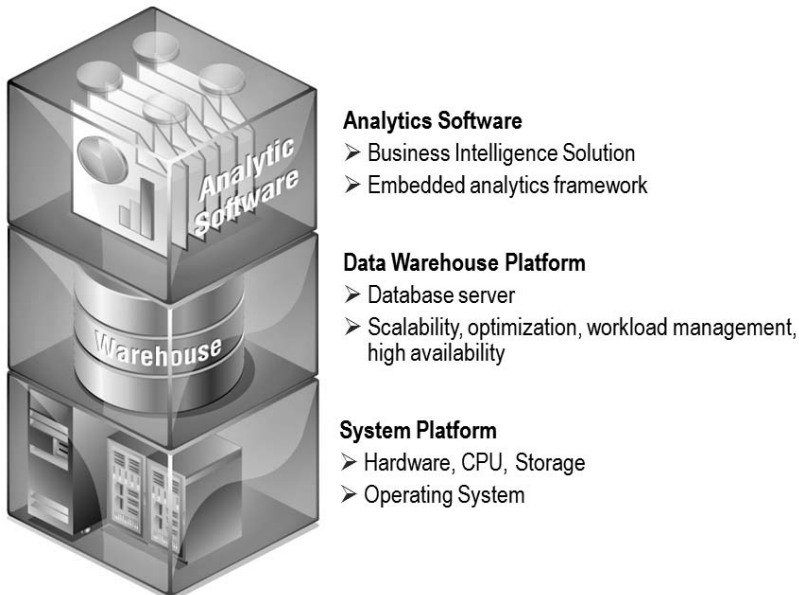 Analytic
Software
Analytics Software
➢ Business Intelligence Solution
➢ Embedded analytics framework
Warehouse
Data Warehouse Platform
➢ Database server
➢ Scalability, optimization, workload management,
high availability
System Platform
➢ Hardware, CPU, Storage
➢ Operating System